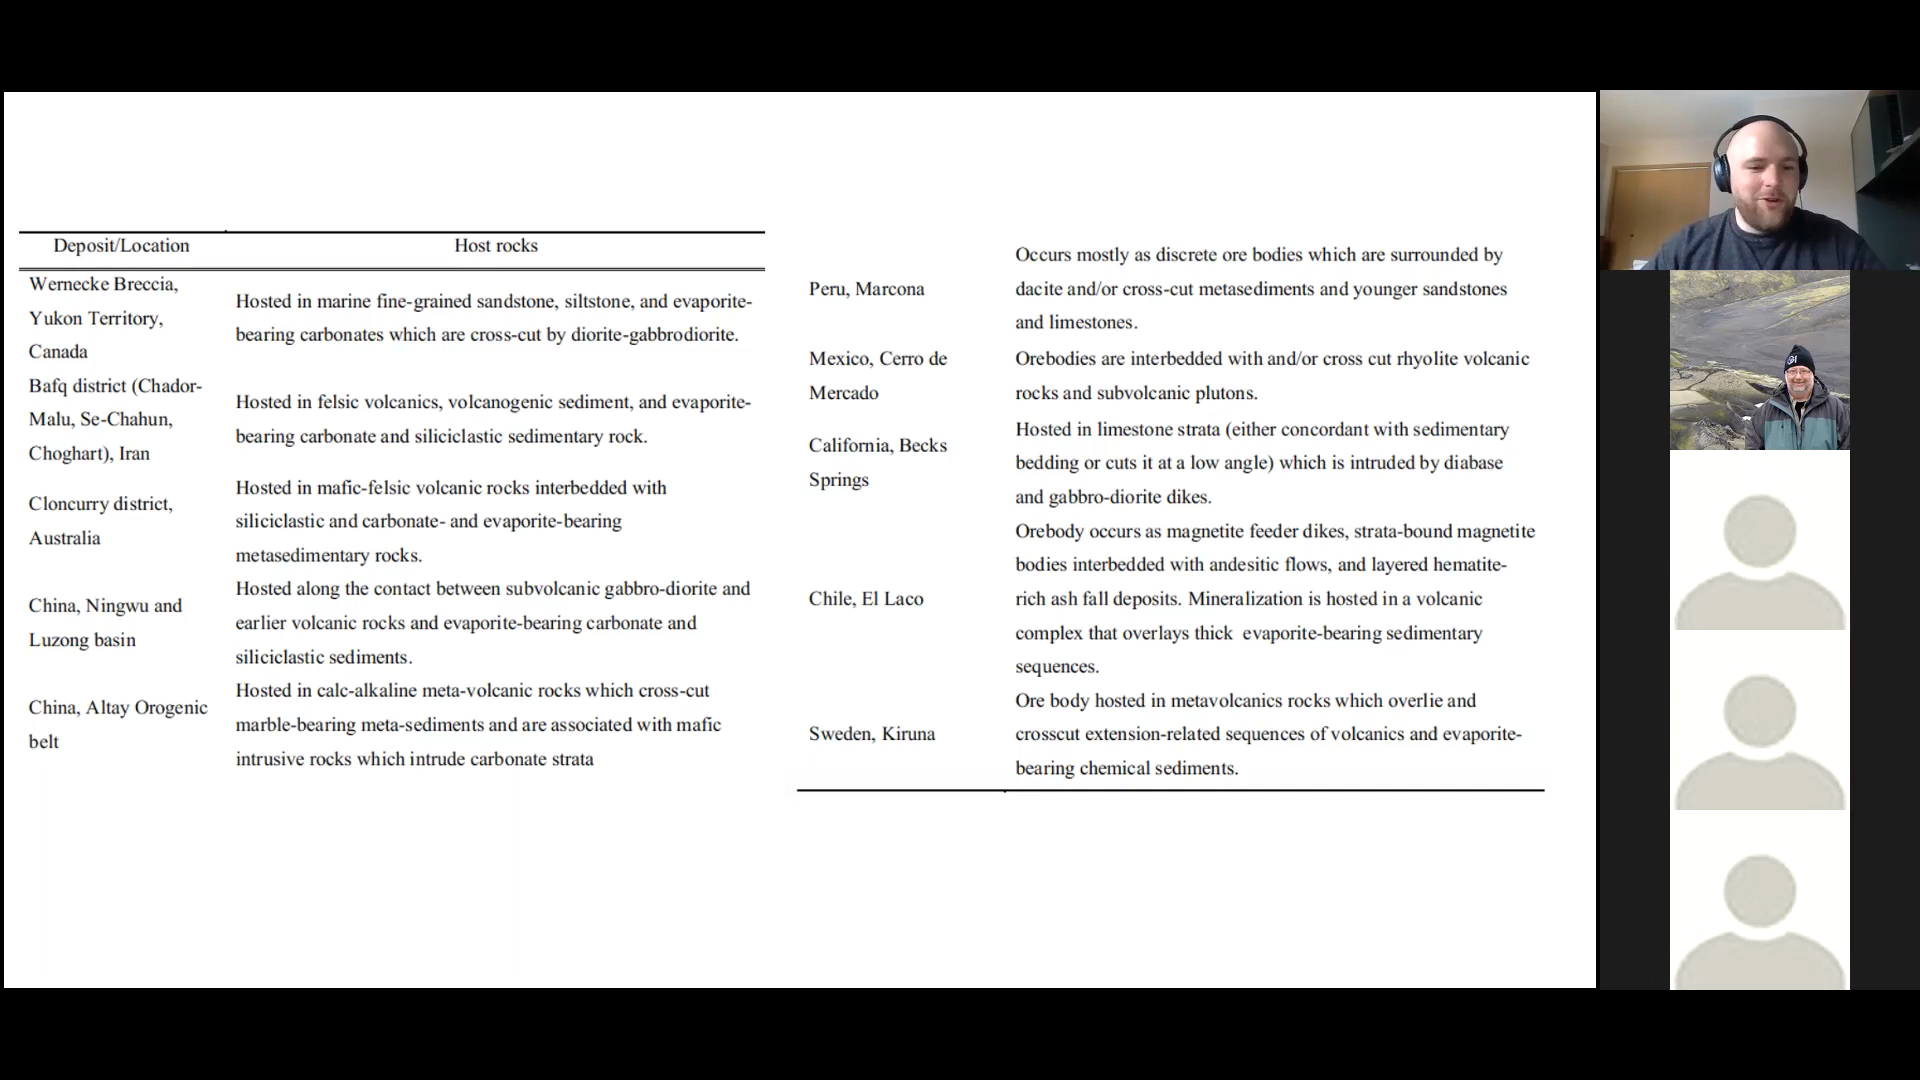 Deposit/Location Host rocks
Wernecke Breccia,
Yukon Territory,
Canada
Hosted in marine fine-grained sandstone, siltstone, and evaporite-
bearing carbonates which are cross-cut by diorite-gabbrodiorite.
Bafq district (Chador-
Malu, Se-Chahun,
Choghart), Iran
Hosted in felsic volcanics, volcanogenic sediment, and evaporite-
bearing carbonate and siliciclastic sedimentary rock.
Cloncurry district,
Australia
Hosted in mafic-felsic volcanic rocks interbedded with
siliciclastic and carbonate- and evaporite-bearing
metasedimentary rocks.
China, Ningwu and
Luzong basin
Hosted along the contact between subvolcanic gabbro-diorite and
earlier volcanic rocks and evaporite-bearing carbonate and
siliciclastic sediments.
China, Altay Orogenic
belt
Hosted in calc-alkaline meta-volcanic rocks which cross-cut
marble-bearing meta-sediments and are associated with mafic
intrusive rocks which intrude carbonate strata
Peru, Marcona
Occurs mostly as discrete ore bodies which are surrounded by
dacite and/or cross-cut metasediments and younger sandstones
and limestones.
Mexico, Cerro de
Mercado
Orebodies are interbedded with and/or cross cut rhyolite volcanic
rocks and subvolcanic plutons.
California, Becks
Springs
Hosted in limestone strata (either concordant with sedimentary
bedding or cuts it at a low angle) which is intruded by diabase
and gabbro-diorite dikes.
Chile, El Laco
Orebody occurs as magnetite feeder dikes, strata-bound magnetite
bodies interbedded with andesitic flows, and layered hematite-
rich ash fall deposits. Mineralization is hosted in a volcanic
complex that overlays thick evaporite-bearing sedimentary
sequences.
Sweden, Kiruna
Ore body hosted in metavolcanics rocks which overlie and
crosscut extension-related sequences of volcanics and evaporite-
bearing chemical sediments.